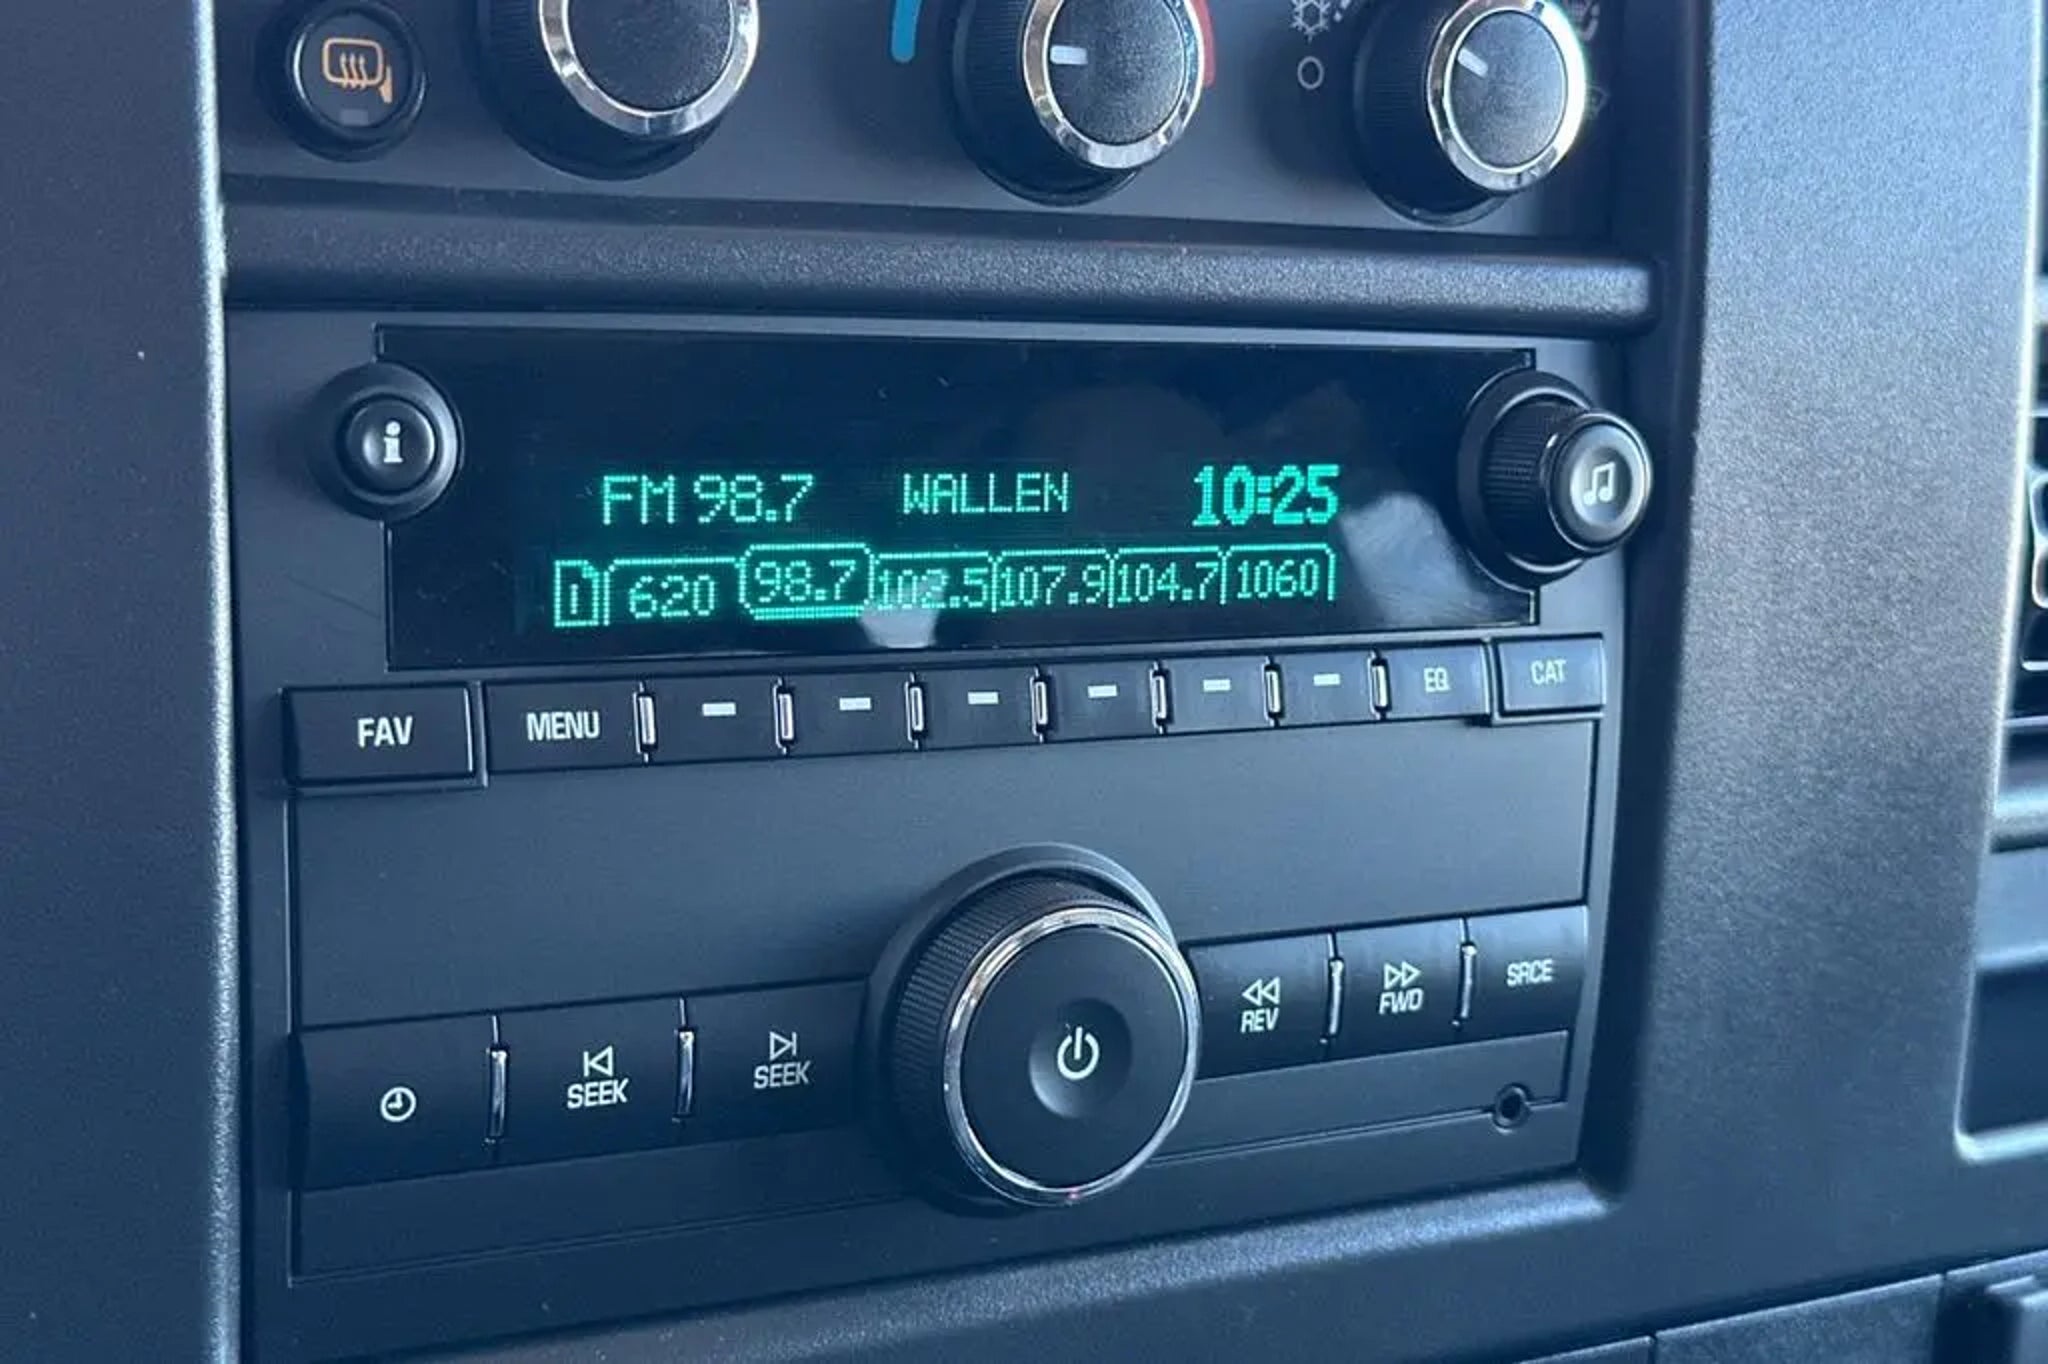 i
FM 98.7 WALLEN 10:25
1 620 98.7 102.5 107.9 104.7 1060
FAV MENU EQ CAT
SEEK SEEK REV FWD SRCE